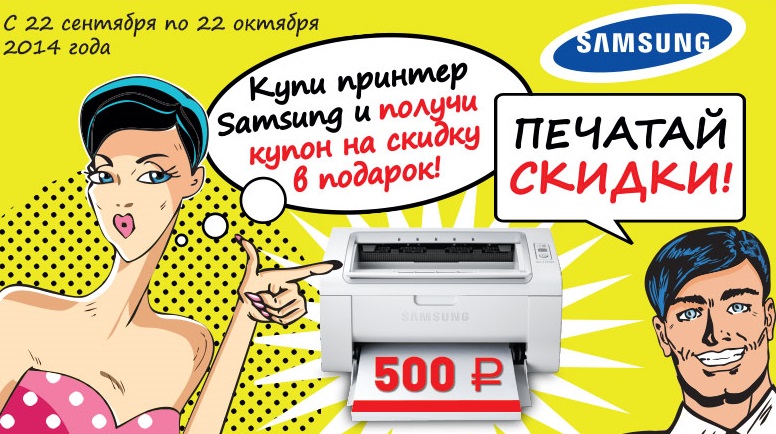 С 22 сентября по 22 октября
2014 года
SAMSUNG
Купи принтер
Samsung и получи
купон на скидку
в подарок!
ПЕЧАТАЙ
СКИДКИ!
SAMSUNG
500 ₽